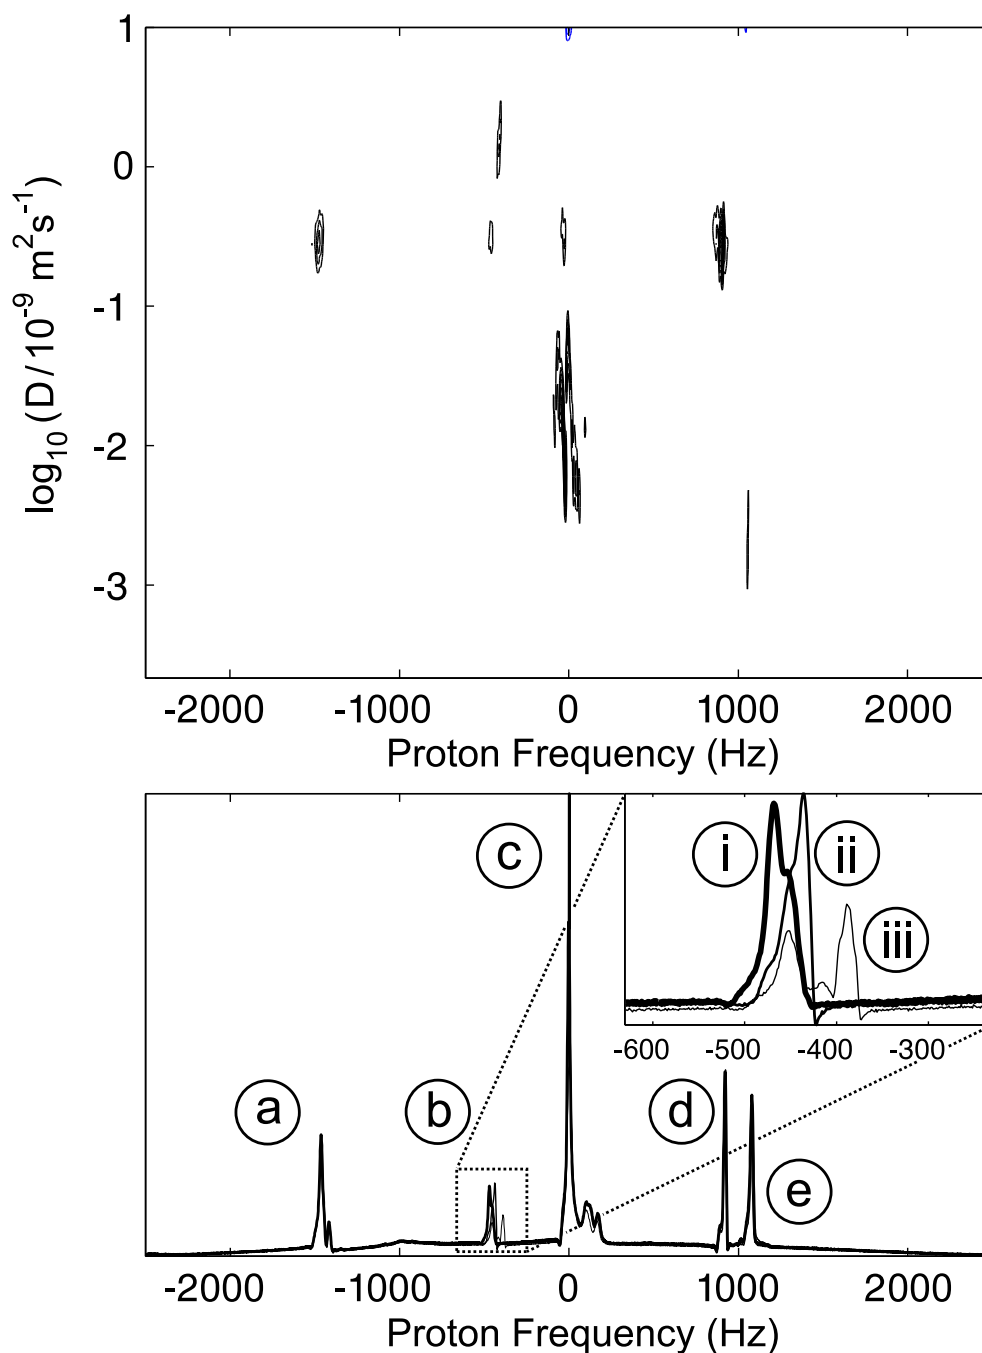 1
0
-1
-2
-3
log10(D/10-9 m2s-1)
-2000 -1000 0 1000 2000
Proton Frequency (Hz)
c
i
ii
iii
-600 -500 -400 -300
a
b
d
e
-2000 -1000 0 1000 2000
Proton Frequency (Hz)